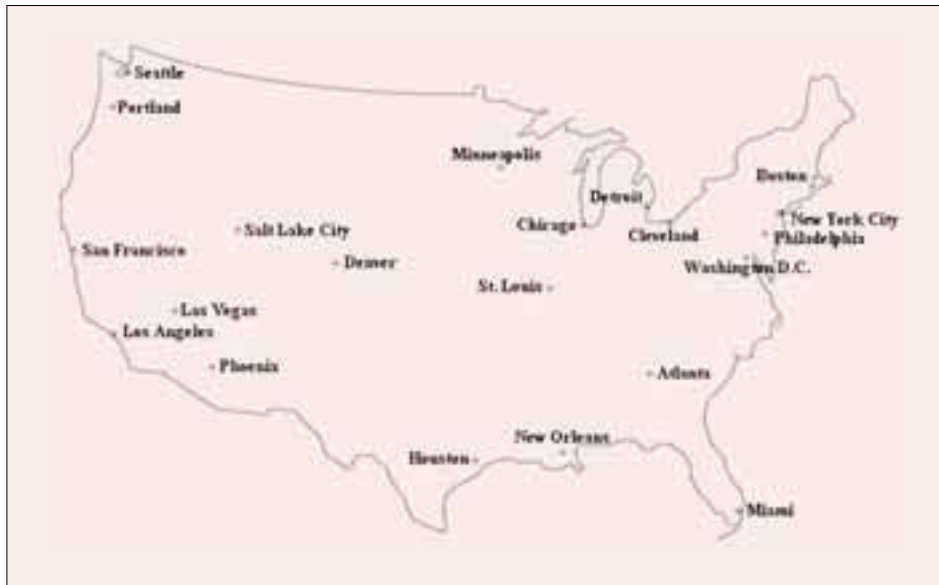 Seattle
Portland
Minneapolis
Boston
Detroit
New York City
Chicago
Salt Lake City
Cleveland
Philadelphia
San Francisco
Denver
Washington D.C.
St. Louis
Las Vegas
Los Angeles
Phoenix
Atlanta
New Orleans
Houston
Miami